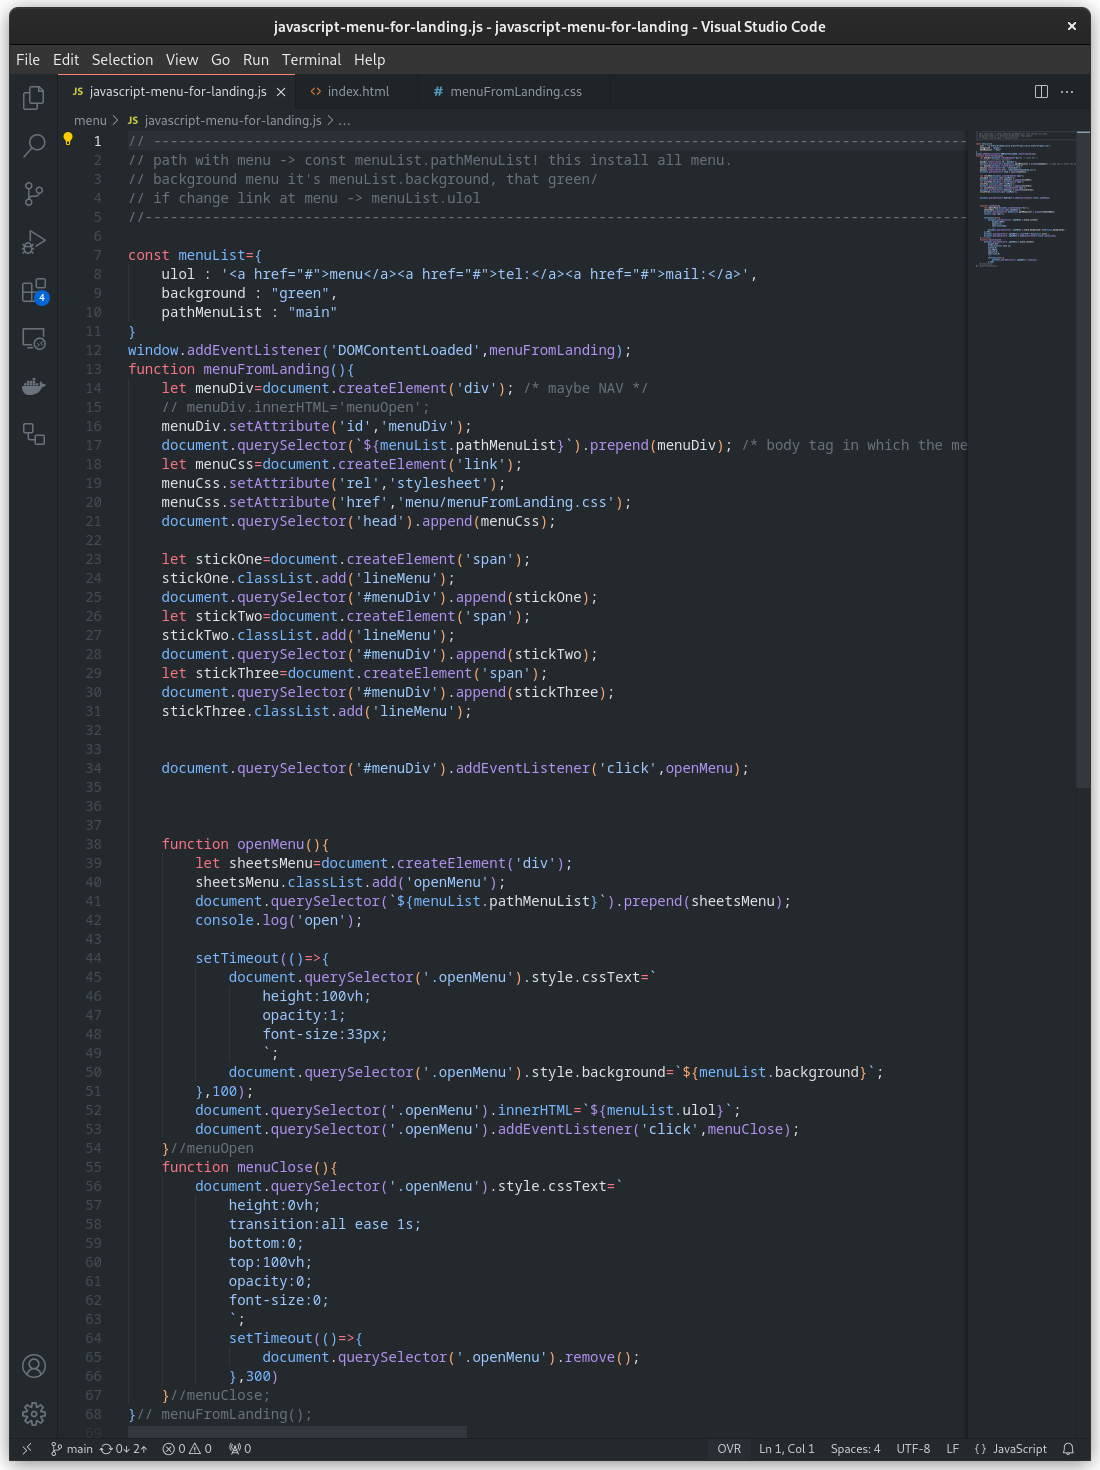 javascript-menu-for-landing.js - javascript-menu-for-landing - Visual Studio Code
File Edit Selection View Go Run Terminal Help
JS javascript-menu-for-landing.js index.html # menuFromLanding.css
menu > JS javascript-menu-for-landing.js > ...
1 // -------------------------------------------------------------------------------------------------
2 // path with menu -> const menuList.pathMenuList! this install all menu.
3 // background menu it's menuList.background, that green/
4 // if change link at menu -> menuList.ulol
5 //--------------------------------------------------------------------------------------------------
6
7 const menuList={
8     ulol : '<a href="#">menu</a><a href="#">tel:</a><a href="#">mail:</a>',
9     background : "green",
10     pathMenuList : "main"
11 }
12 window.addEventListener('DOMContentLoaded',menuFromLanding);
13 function menuFromLanding(){
14     let menuDiv=document.createElement('div'); /* maybe NAV */
15     // menuDiv.innerHTML='menuOpen';
16     menuDiv.setAttribute('id','menuDiv');
17     document.querySelector(`${menuList.pathMenuList}`).prepend(menuDiv); /* body tag in which the me
18     let menuCss=document.createElement('link');
19     menuCss.setAttribute('rel','stylesheet');
20     menuCss.setAttribute('href','menu/menuFromLanding.css');
21     document.querySelector('head').append(menuCss);
22
23     let stickOne=document.createElement('span');
24     stickOne.classList.add('lineMenu');
25     document.querySelector('#menuDiv').append(stickOne);
26     let stickTwo=document.createElement('span');
27     stickTwo.classList.add('lineMenu');
28     document.querySelector('#menuDiv').append(stickTwo);
29     let stickThree=document.createElement('span');
30     document.querySelector('#menuDiv').append(stickThree);
31     stickThree.classList.add('lineMenu');
32
33
34     document.querySelector('#menuDiv').addEventListener('click',openMenu);
35
36
37
38     function openMenu(){
39         let sheetsMenu=document.createElement('div');
40         sheetsMenu.classList.add('openMenu');
41         document.querySelector(`${menuList.pathMenuList}`).prepend(sheetsMenu);
42         console.log('open');
43
44         setTimeout(()=>{
45             document.querySelector('.openMenu').style.cssText=`
46                 height:100vh;
47                 opacity:1;
48                 font-size:33px;
49                 `;
50             document.querySelector('.openMenu').style.background=`${menuList.background}`;
51         },100);
52         document.querySelector('.openMenu').innerHTML=`${menuList.ulol}`;
53         document.querySelector('.openMenu').addEventListener('click',menuClose);
54     }//menuOpen
55     function menuClose(){
56         document.querySelector('.openMenu').style.cssText=`
57             height:0vh;
58             transition:all ease 1s;
59             bottom:0;
60             top:100vh;
61             opacity:0;
62             font-size:0;
63             `;
64             setTimeout(()=>{
65                 document.querySelector('.openMenu').remove();
66             },300)
67     }//menuClose;
68 }// menuFromLanding();
69
4
main 0↓ 2↑ 0 0 0 OVR Ln 1, Col 1 Spaces: 4 UTF-8 LF {} JavaScript